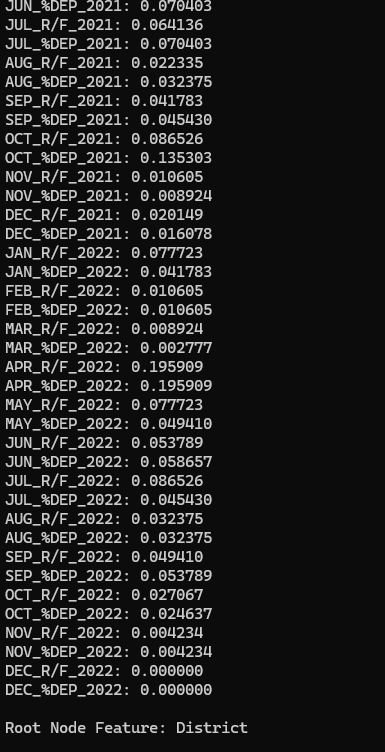 JUN_%DEP_2021: 0.070403
JUL_R/F_2021: 0.064136
JUL_%DEP_2021: 0.070403
AUG_R/F_2021: 0.022335
AUG_%DEP_2021: 0.032375
SEP_R/F_2021: 0.041783
SEP_%DEP_2021: 0.045430
OCT_R/F_2021: 0.086526
OCT_%DEP_2021: 0.135303
NOV_R/F_2021: 0.010605
NOV_%DEP_2021: 0.008924
DEC_R/F_2021: 0.020149
DEC_%DEP_2021: 0.016078
JAN_R/F_2022: 0.077723
JAN_%DEP_2022: 0.041783
FEB_R/F_2022: 0.010605
FEB_%DEP_2022: 0.010605
MAR_R/F_2022: 0.008924
MAR_%DEP_2022: 0.002777
APR_R/F_2022: 0.195909
APR_%DEP_2022: 0.195909
MAY_R/F_2022: 0.077723
MAY_%DEP_2022: 0.049410
JUN_R/F_2022: 0.053789
JUN_%DEP_2022: 0.058657
JUL_R/F_2022: 0.086526
JUL_%DEP_2022: 0.045430
AUG_R/F_2022: 0.032375
AUG_%DEP_2022: 0.032375
SEP_R/F_2022: 0.049410
SEP_%DEP_2022: 0.053789
OCT_R/F_2022: 0.027067
OCT_%DEP_2022: 0.024637
NOV_R/F_2022: 0.004234
NOV_%DEP_2022: 0.004234
DEC_R/F_2022: 0.000000
DEC_%DEP_2022: 0.000000
Root Node Feature: District